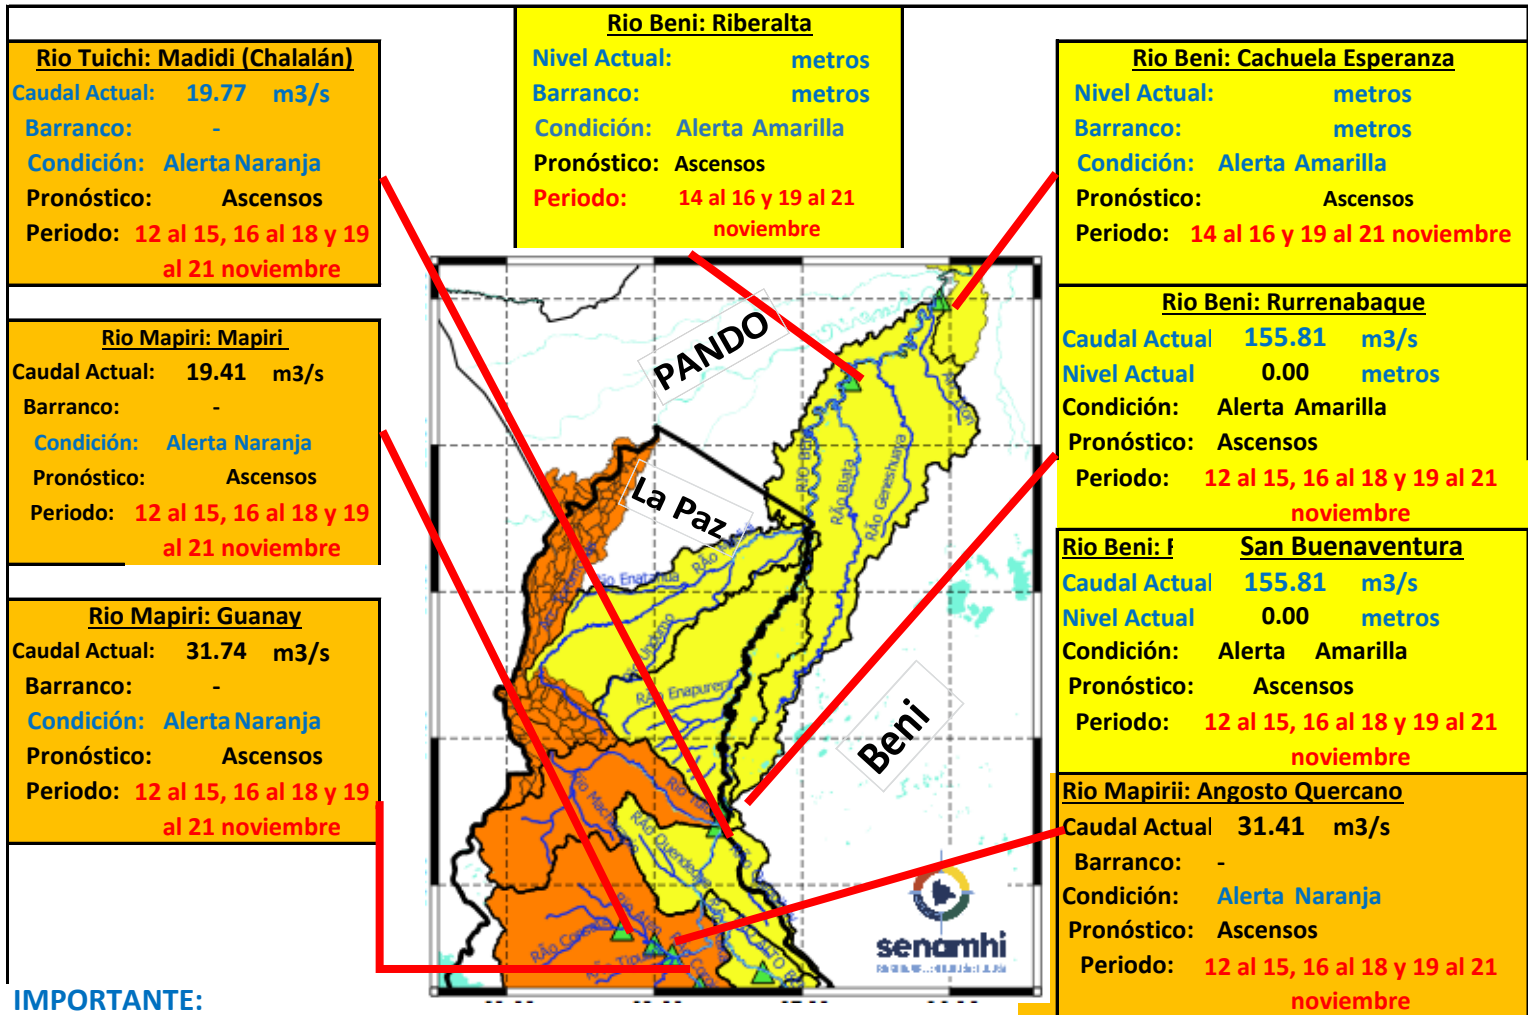 Rio Tuichi: Madidi (Chalalán)
Caudal Actual: 19.77 m3/s
Barranco: -
Condición: Alerta Naranja
Pronóstico: Ascensos
Periodo: 12 al 15, 16 al 18 y 19
al 21 noviembre
Rio Mapiri: Mapiri
Caudal Actual: 19.41 m3/s
Barranco: -
Condición: Alerta Naranja
Pronóstico: Ascensos
Periodo: 12 al 15, 16 al 18 y 19
al 21 noviembre
Rio Mapiri: Guanay
Caudal Actual: 31.74 m3/s
Barranco: -
Condición: Alerta Naranja
Pronóstico: Ascensos
Periodo: 12 al 15, 16 al 18 y 19
al 21 noviembre
Rio Beni: Riberalta
Nivel Actual: metros
Barranco: metros
Condición: Alerta Amarilla
Pronóstico: Ascensos
Periodo: 14 al 16 y 19 al 21
noviembre
PANDO
La Paz
Beni
RÃo Biata
RÃo Geneshuaya
RÃo Enapurera
RÃo Quendeque
senamhi
Rio Beni: Cachuela Esperanza
Nivel Actual: metros
Barranco: metros
Condición: Alerta Amarilla
Pronóstico: Ascensos
Periodo: 14 al 16 y 19 al 21 noviembre
Rio Beni: Rurrenabaque
Caudal Actual 155.81 m3/s
Nivel Actual 0.00 metros
Condición: Alerta Amarilla
Pronóstico: Ascensos
Periodo: 12 al 15, 16 al 18 y 19 al 21
noviembre
Rio Beni: San Buenaventura
Caudal Actual 155.81 m3/s
Nivel Actual 0.00 metros
Condición: Alerta Amarilla
Pronóstico: Ascensos
Periodo: 12 al 15, 16 al 18 y 19 al 21
noviembre
Rio Mapirii: Angosto Quercano
Caudal Actual 31.41 m3/s
Barranco: -
Condición: Alerta Naranja
Pronóstico: Ascensos
Periodo: 12 al 15, 16 al 18 y 19 al 21
noviembre
IMPORTANTE: